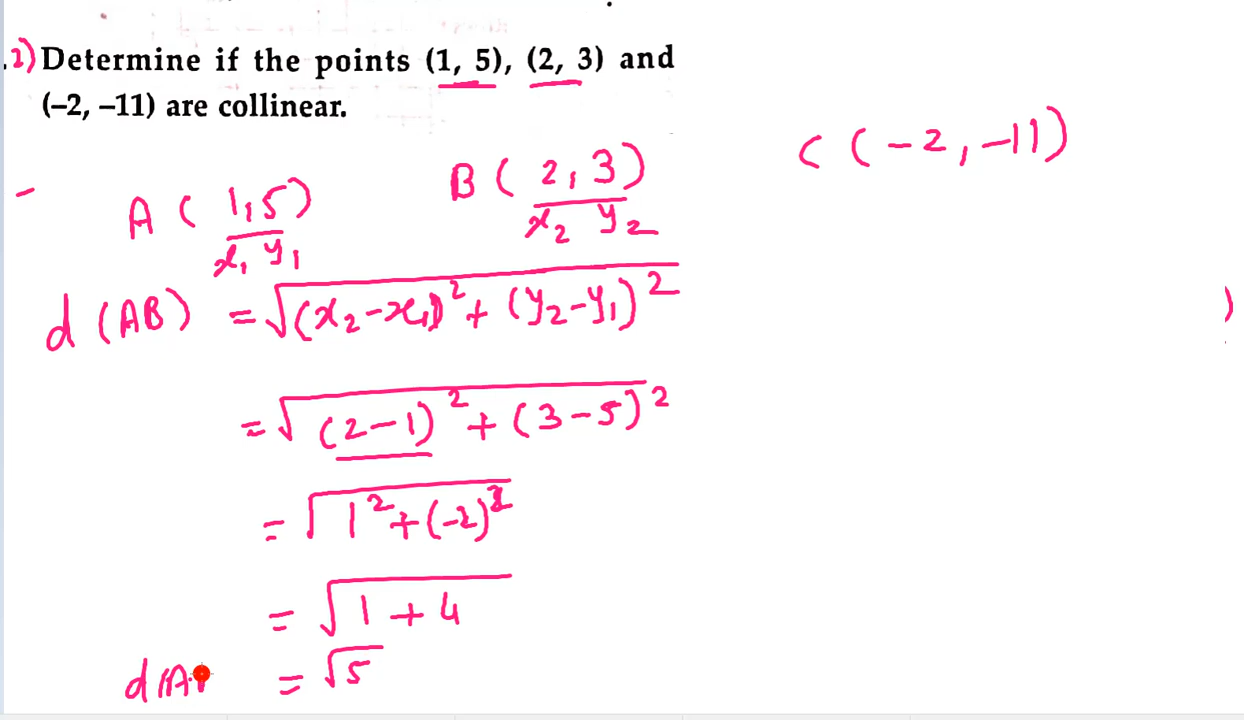 .2) Determine if the points (1, 5), (2, 3) and
(–2, –11) are collinear.
A ( 1, 5 ) B ( 2, 3 ) C ( -2, -11 )
x₁ y₁ x₂ y₂
d (AB) = √(x₂-x₁)² + (y₂-y₁)²
= √(2-1)² + (3-5)²
= √1² + (-2)²
= √1 + 4
d(A = √5
)